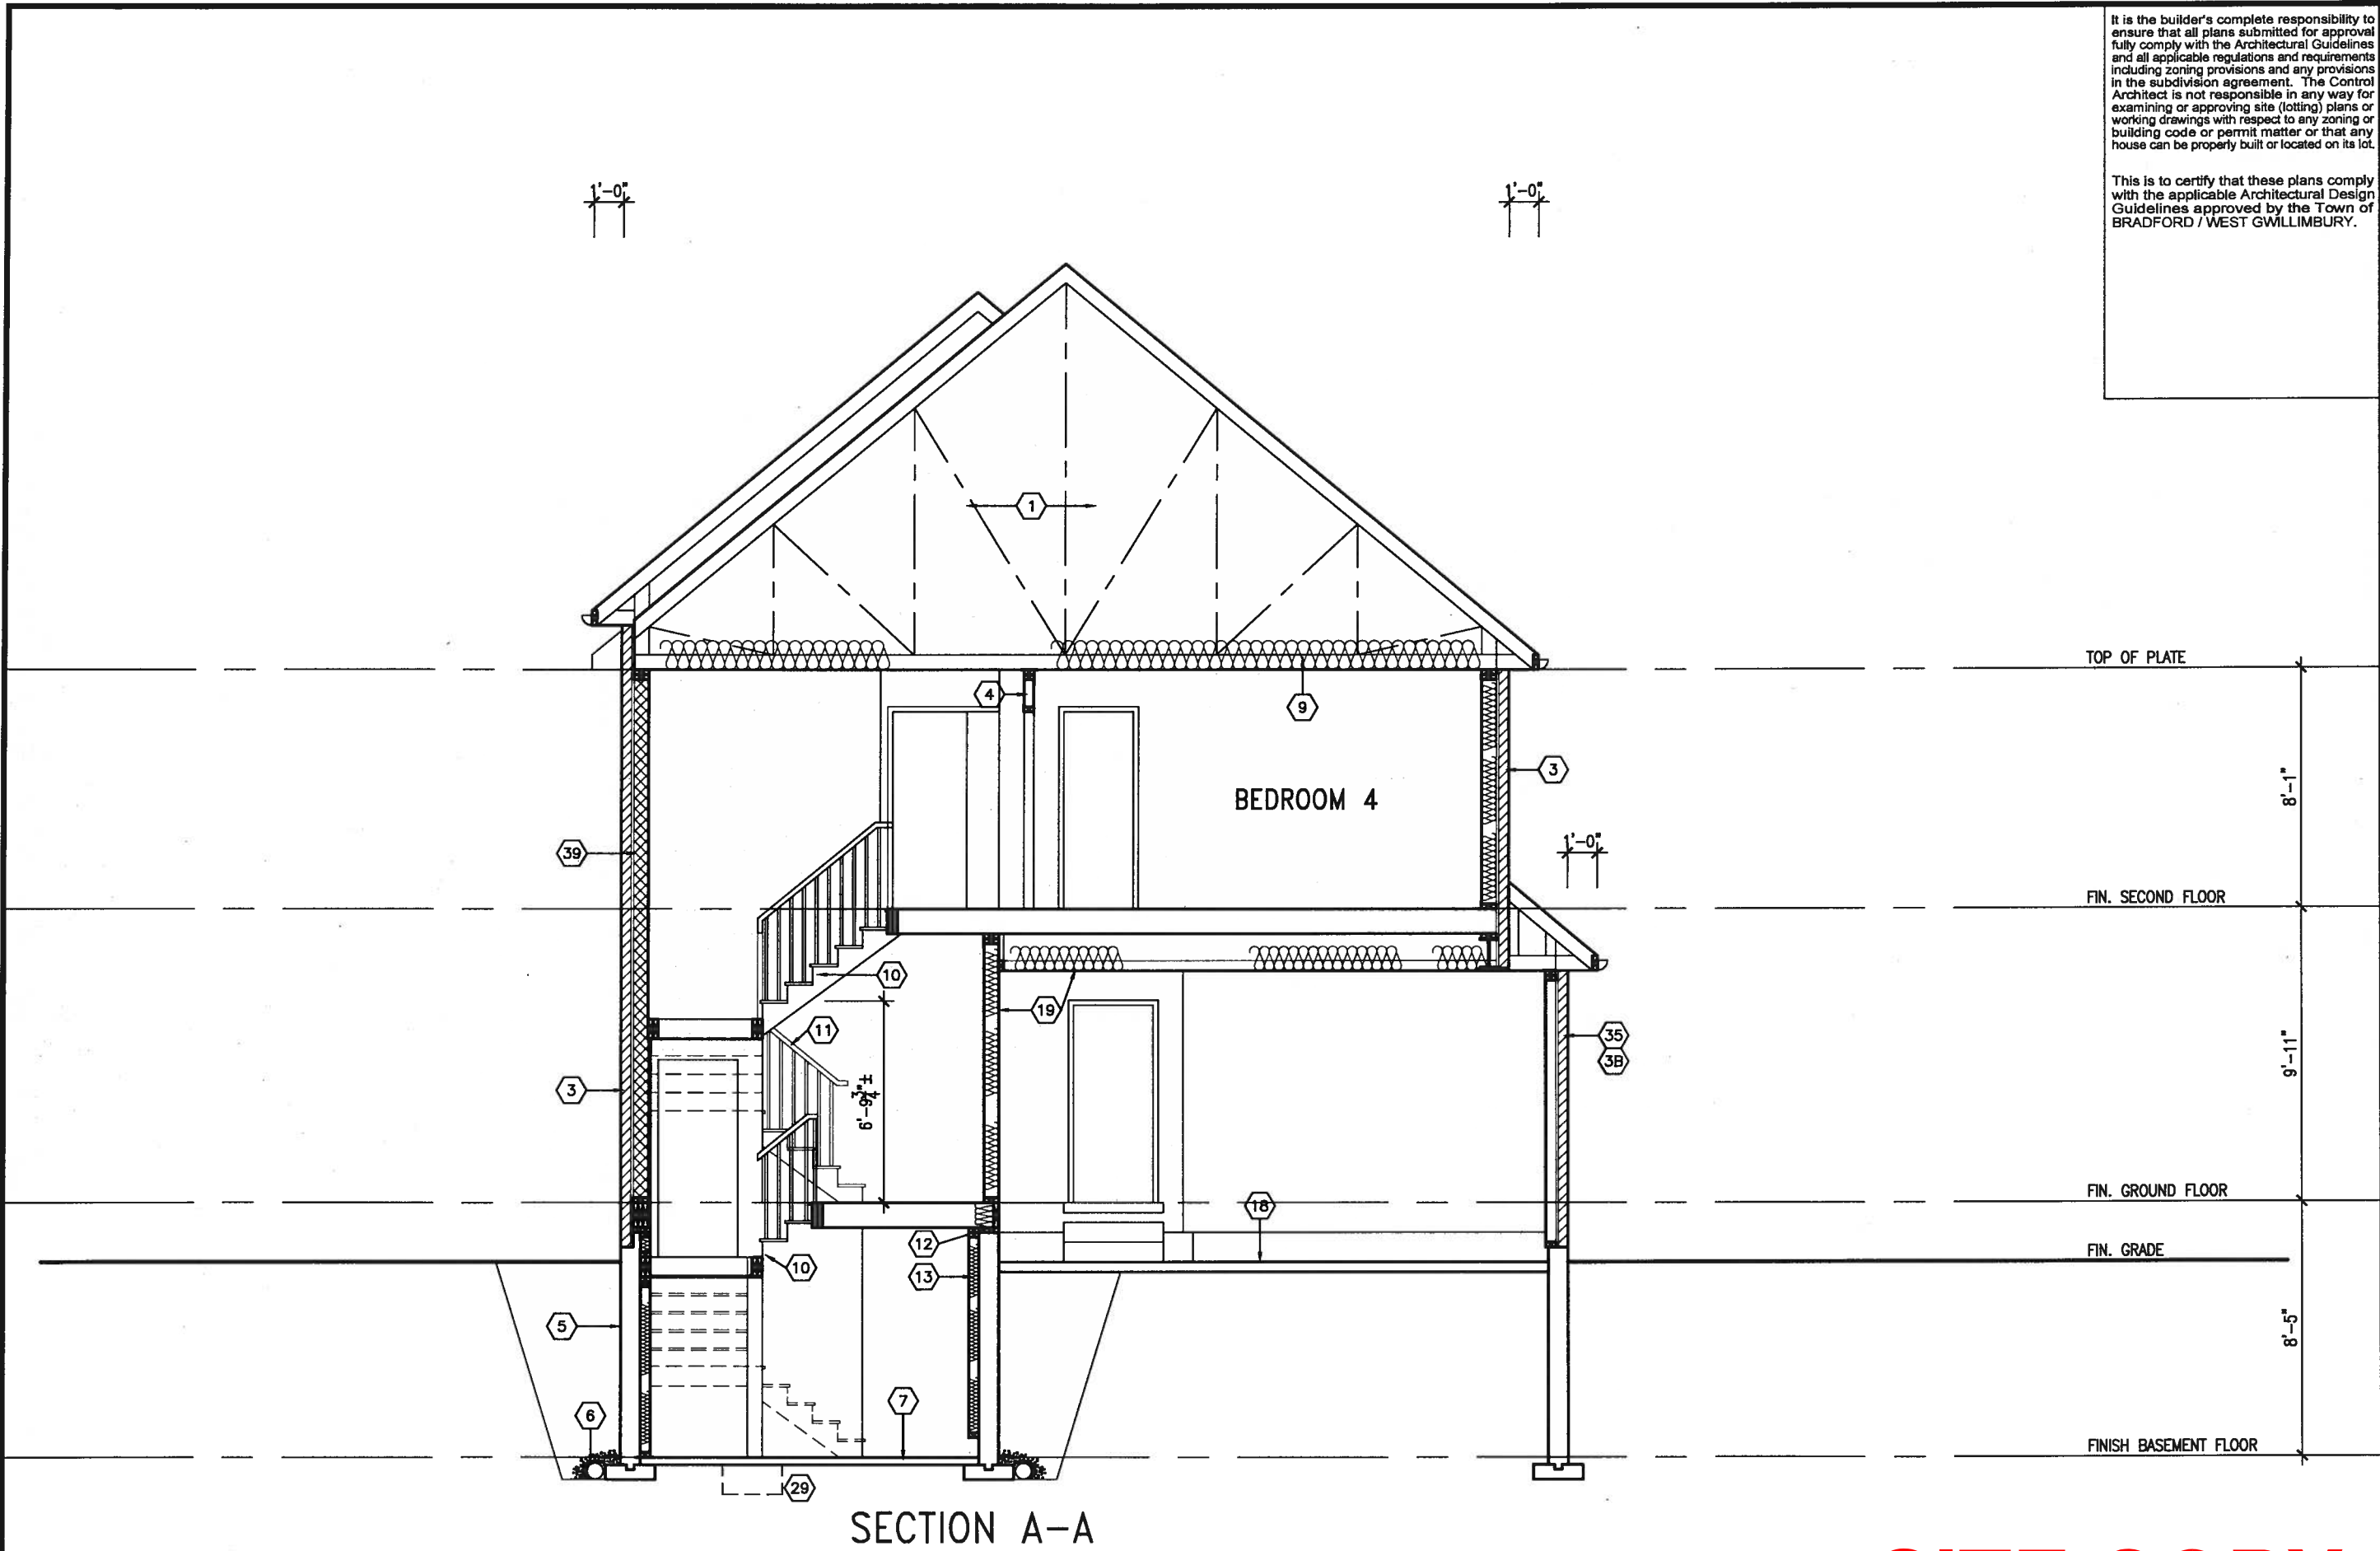 It is the builder's complete responsibility to
ensure that all plans submitted for approval
fully comply with the Architectural Guidelines
and all applicable regulations and requirements
including zoning provisions and any provisions
in the subdivision agreement. The Control
Architect is not responsible in any way for
examining or approving site (lotting) plans or
working drawings with respect to any zoning or
building code or permit matter or that any
house can be properly built or located on its lot.
This is to certify that these plans comply
with the applicable Architectural Design
Guidelines approved by the Town of
BRADFORD / WEST GWILLIMBURY.
1'-0" 1'-0"
1
TOP OF PLATE
4
9
3
8'-1"
BEDROOM 4
39
1'-0"
FIN. SECOND FLOOR
10
19
11
35
3B
9'-11"
3
6'-9 3/4"±
FIN. GROUND FLOOR
18
12
FIN. GRADE
10
13
5
8'-5"
7
6
FINISH BASEMENT FLOOR
29
SECTION A-A